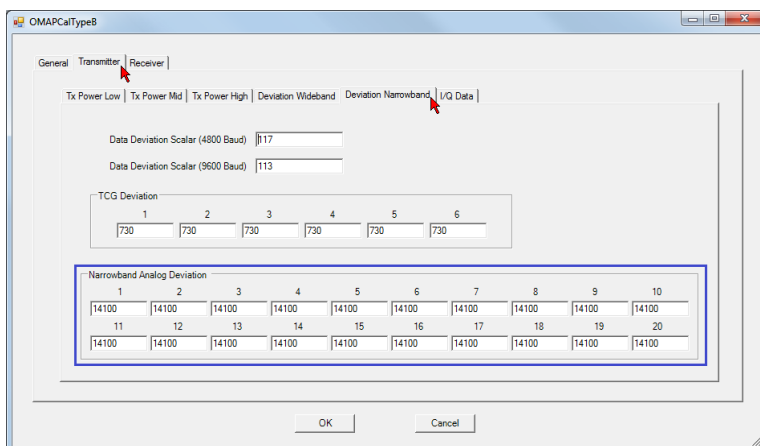 OMAPCalTypeB
General Transmitter Receiver
Tx Power Low Tx Power Mid Tx Power High Deviation Wideband Deviation Narrowband I/Q Data
Data Deviation Scalar (4800 Baud) 117
Data Deviation Scalar (9600 Baud) 113
TCG Deviation
1 2 3 4 5 6
730 730 730 730 730 730
Narrowband Analog Deviation
1 2 3 4 5 6 7 8 9 10
14100 14100 14100 14100 14100 14100 14100 14100 14100 14100
11 12 13 14 15 16 17 18 19 20
14100 14100 14100 14100 14100 14100 14100 14100 14100 14100
OK Cancel